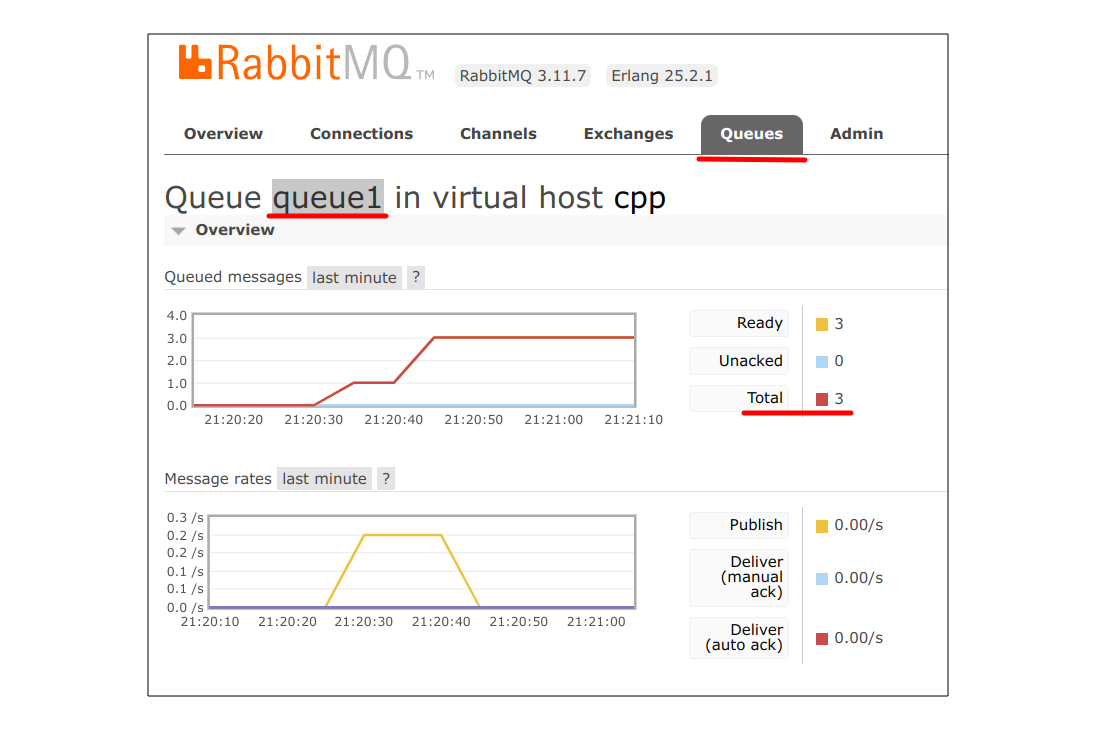 RabbitMQ TM RabbitMQ 3.11.7 Erlang 25.2.1
Overview Connections Channels Exchanges Queues Admin
Queue queue1 in virtual host cpp
Overview
Queued messages last minute ?
4.0
3.0
2.0
1.0
0.0
21:20:20 21:20:30 21:20:40 21:20:50 21:21:00 21:21:10
Ready 3
Unacked 0
Total 3
Message rates last minute ?
0.3 /s
0.2 /s
0.2 /s
0.1 /s
0.1 /s
0.0 /s
21:20:10 21:20:20 21:20:30 21:20:40 21:20:50 21:21:00
Publish 0.00/s
Deliver
(manual 0.00/s
ack)
Deliver
(auto ack) 0.00/s